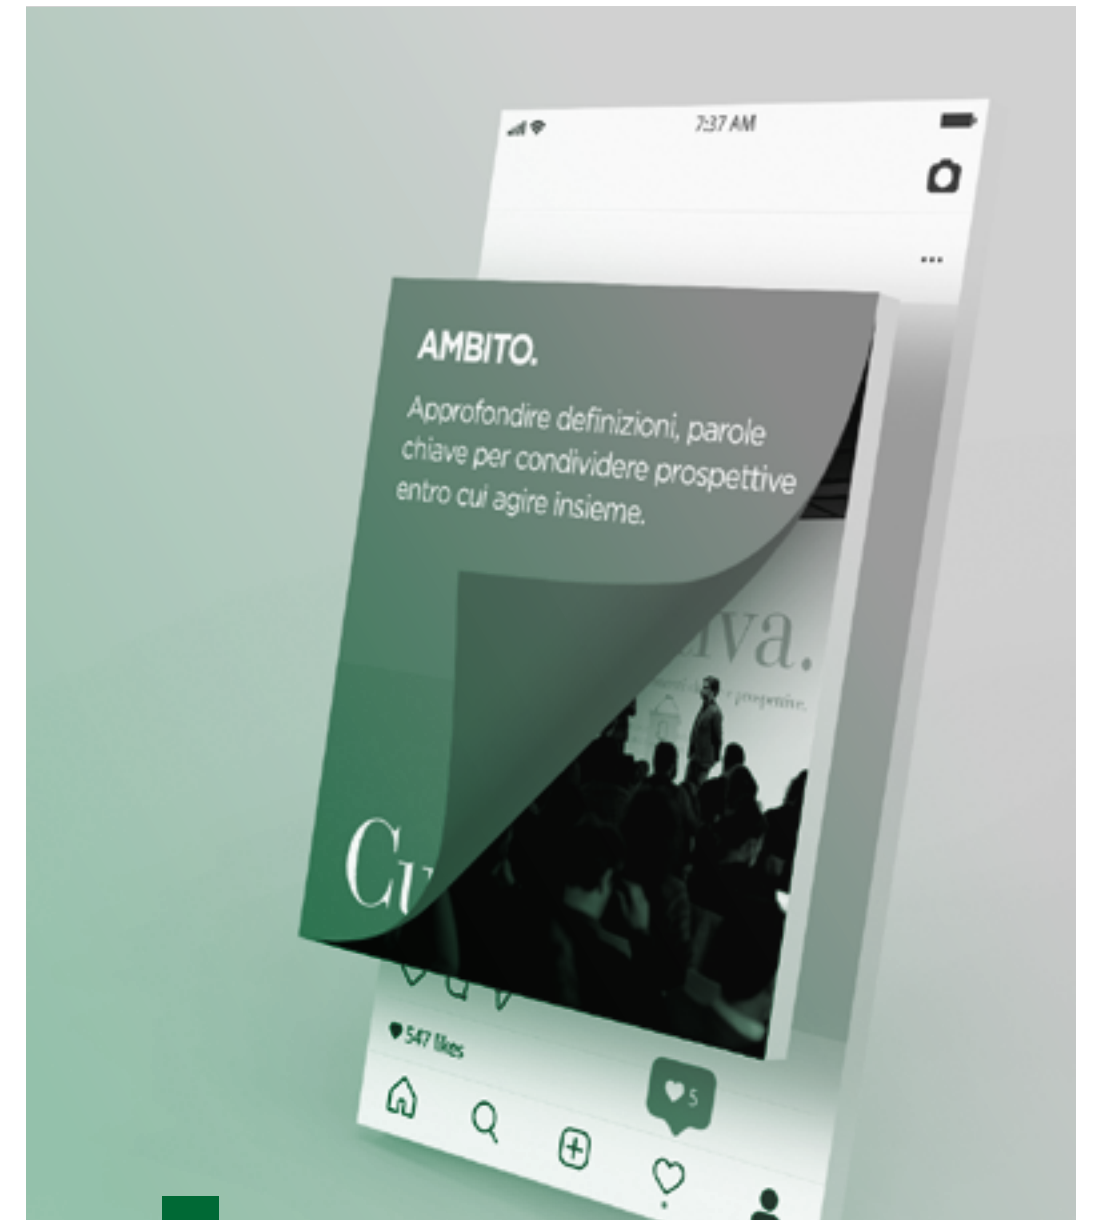 7:37 AM
AMBITO.
Approfondire definizioni, parole
chiave per condividere prospettive
entro cui agire insieme.
prospettive.
Cu
547 likes
5